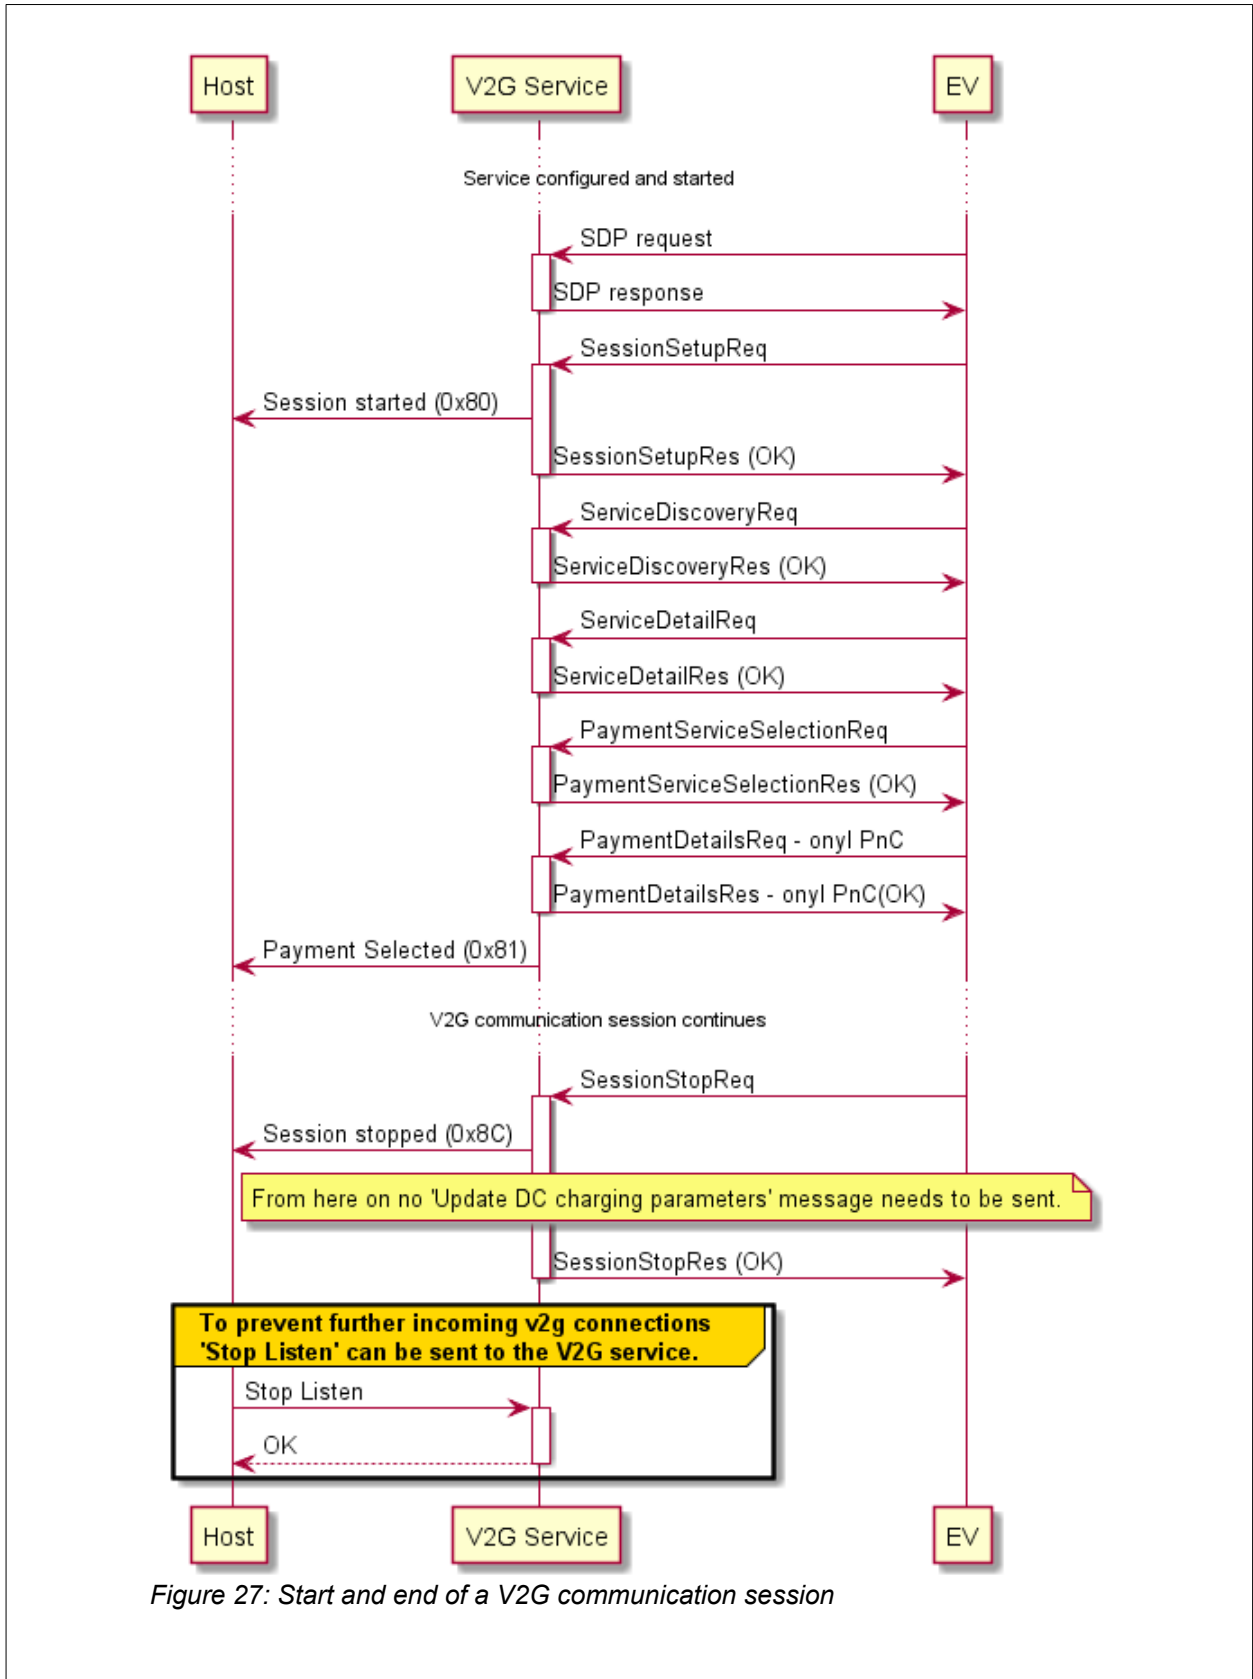 Host
V2G Service
EV
Service configured and started
SDP request
SDP response
SessionSetupReq
Session started (0x80)
SessionSetupRes (OK)
ServiceDiscoveryReq
ServiceDiscoveryRes (OK)
ServiceDetailReq
ServiceDetailRes (OK)
PaymentServiceSelectionReq
PaymentServiceSelectionRes (OK)
PaymentDetailsReq - onyl PnC
PaymentDetailsRes - onyl PnC(OK)
Payment Selected (0x81)
V2G communication session continues
SessionStopReq
Session stopped (0x8C)
From here on no 'Update DC charging parameters' message needs to be sent.
SessionStopRes (OK)
To prevent further incoming v2g connections
'Stop Listen' can be sent to the V2G service.
Stop Listen
OK
Host
V2G Service
EV
Figure 27: Start and end of a V2G communication session